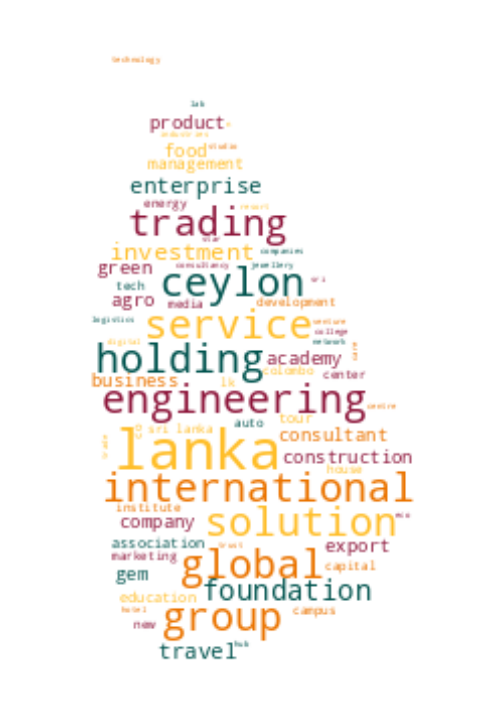 technology
lab
product
industries
food studio
management
enterprise
energy resort
trading
star
investment companies
green consultancy jewellery
ceylon sri
tech
agro media development
logistics service venture
college
digital network
holding academy care
colombo center
business lk
engineering centre
auto tour
co sri lanka consultant
trade lanka construction
house
international
institute
company solution eco
association trust export
marketing global capital
gem foundation
education
hotel group campus
new
travel hub